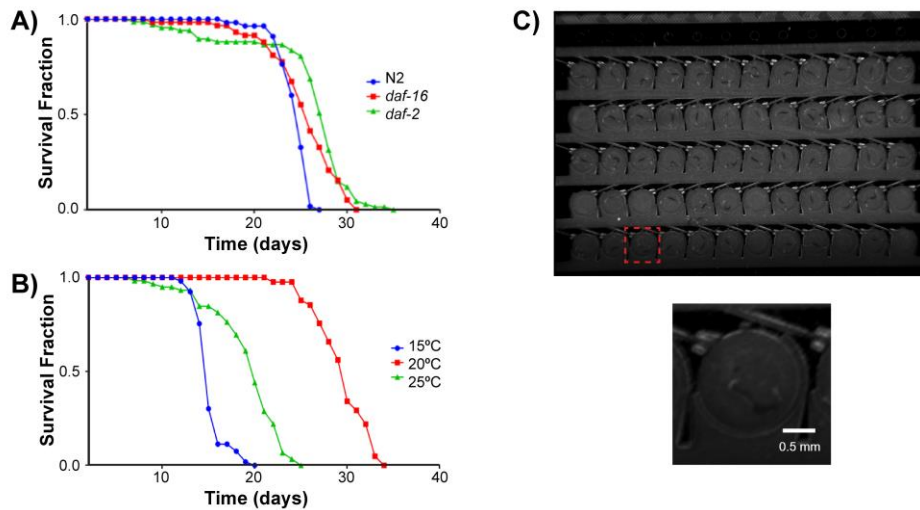 A)
Survival Fraction
1.0
0.5
0.0
10
20
30
40
Time (days)
N2
daf-16
daf-2
B)
Survival Fraction
1.0
0.5
0.0
10
20
30
40
Time (days)
15ºC
20ºC
25ºC
C)
0.5 mm